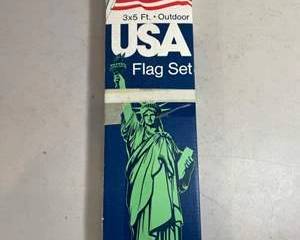 3x5 Ft. • Outdoor
USA
Flag Set